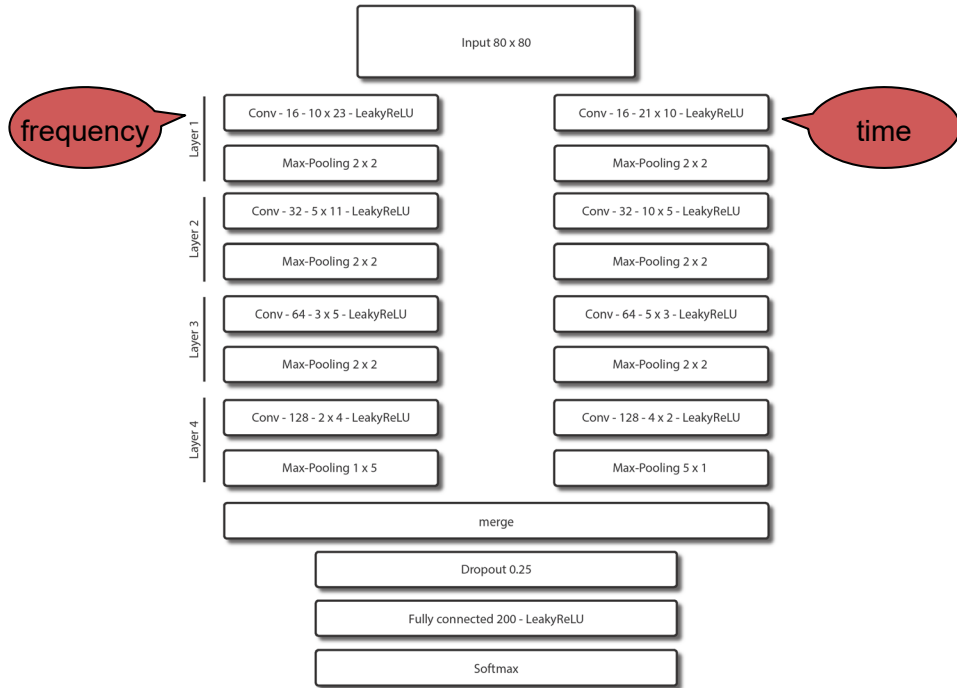 Input 80 x 80
frequency
time
Layer 1
Conv - 16 - 10 x 23 - LeakyReLU
Conv - 16 - 21 x 10 - LeakyReLU
Max-Pooling 2 x 2
Max-Pooling 2 x 2
Layer 2
Conv - 32 - 5 x 11 - LeakyReLU
Conv - 32 - 10 x 5 - LeakyReLU
Max-Pooling 2 x 2
Max-Pooling 2 x 2
Layer 3
Conv - 64 - 3 x 5 - LeakyReLU
Conv - 64 - 5 x 3 - LeakyReLU
Max-Pooling 2 x 2
Max-Pooling 2 x 2
Layer 4
Conv - 128 - 2 x 4 - LeakyReLU
Conv - 128 - 4 x 2 - LeakyReLU
Max-Pooling 1 x 5
Max-Pooling 5 x 1
merge
Dropout 0.25
Fully connected 200 - LeakyReLU
Softmax